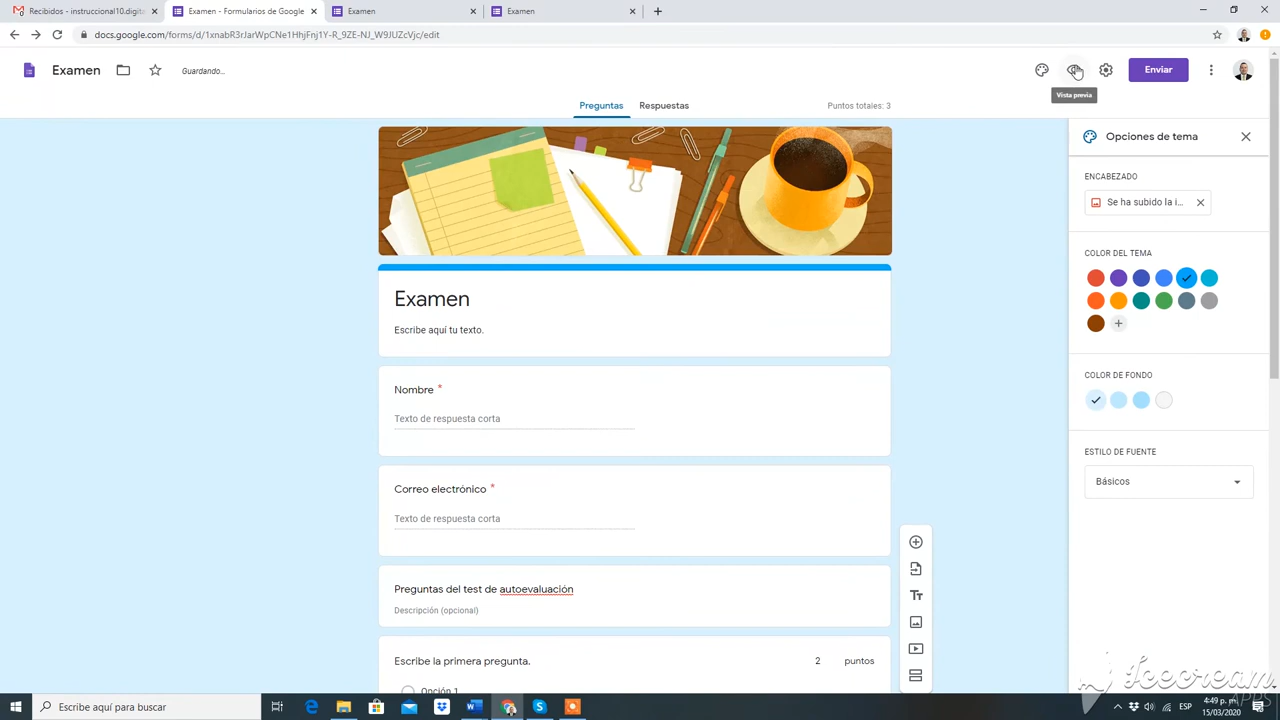 Recibidos - instruccional10.digita
Examen - Formularios de Google
Examen
Examen
docs.google.com/forms/d/1xnabR3rJarWpCNe1HhjFnj1Y-R_9ZE-NJ_W9JUZcVjc/edit
Examen
Guardando...
Enviar
Vista previa
Preguntas
Respuestas
Puntos totales: 3
Opciones de tema
ENCABEZADO
Se ha subido la i...
COLOR DEL TEMA
COLOR DE FONDO
ESTILO DE FUENTE
Básicos
Examen
Escribe aquí tu texto.
Nombre *
Texto de respuesta corta
Correo electrónico *
Texto de respuesta corta
Preguntas del test de autoevaluación
Descripción (opcional)
Escribe la primera pregunta.
2 puntos
Opción 1
Tt
Icecream
APPS
Escribe aquí para buscar
ESP
4:49 p. m.
15/03/2020